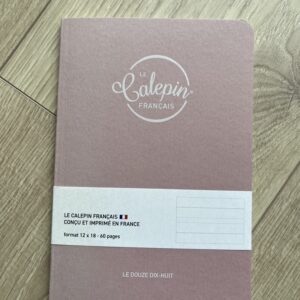 LE
Calepin
FRANÇAIS
LE CALEPIN FRANÇAIS
CONÇU ET IMPRIMÉ EN FRANCE
format 12 x 18 - 60 pages
LE DOUZE DIX-HUIT